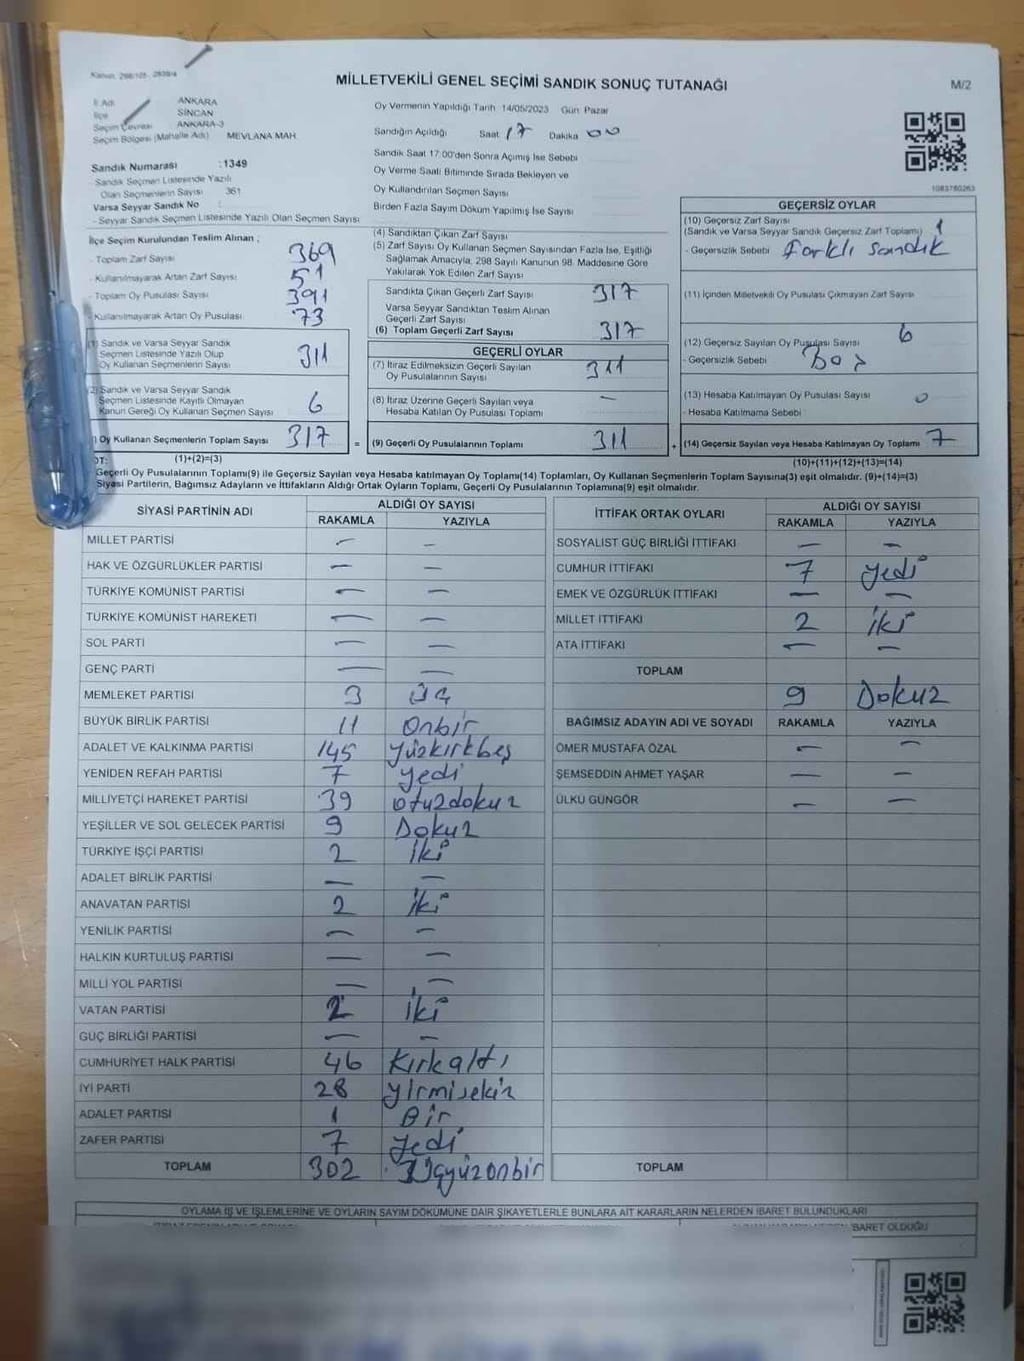 Kanun: 298/105 - 2839/4
MİLLETVEKİLİ GENEL SEÇİMİ SANDIK SONUÇ TUTANAĞI
M/2
İl Adı ANKARA
İlçe SİNCAN
Seçim Çevresi ANKARA-3
Seçim Bölgesi (Mahalle Adı) MEVLANA MAH.
Sandık Numarası : 1349
- Sandık Seçmen Listesinde Yazılı
Olan Seçmenlerin Sayısı 361
Varsa Seyyar Sandık No :
- Seyyar Sandık Seçmen Listesinde Yazılı Olan Seçmen Sayısı
Oy Vermenin Yapıldığı Tarih 14/05/2023 Gün Pazar
Sandığın Açıldığı Saat 17 Dakika 00
Sandık Saat 17:00'den Sonra Açılmış İse Sebebi
Oy Verme Saati Bitiminde Sırada Bekleyen ve
Oy Kullandırılan Seçmen Sayısı
Birden Fazla Sayım Döküm Yapılmış İse Sayısı
1083760263
İlçe Seçim Kurulundan Teslim Alınan ;
- Toplam Zarf Sayısı 369
- Kullanılmayarak Artan Zarf Sayısı 51
- Toplam Oy Pusulası Sayısı 391
- Kullanılmayarak Artan Oy Pusulası 73
(1) Sandık ve Varsa Seyyar Sandık
Seçmen Listesinde Yazılı Olup
Oy Kullanan Seçmenlerin Sayısı 311
(2) Sandık ve Varsa Seyyar Sandık
Seçmen Listesinde Kayıtlı Olmayan
Kanun Gereği Oy Kullanan Seçmen Sayısı 6
) Oy Kullanan Seçmenlerin Toplam Sayısı 317
(1)+(2)=(3)
(4) Sandıktan Çıkan Zarf Sayısı
(5) Zarf Sayısı Oy Kullanan Seçmen Sayısından Fazla İse, Eşitliği
Sağlamak Amacıyla, 298 Sayılı Kanunun 98. Maddesine Göre
Yakılarak Yok Edilen Zarf Sayısı
Sandıkta Çıkan Geçerli Zarf Sayısı 317
Varsa Seyyar Sandıktan Teslim Alınan
Geçerli Zarf Sayısı
(6) Toplam Geçerli Zarf Sayısı 317
GEÇERLİ OYLAR
(7) İtiraz Edilmeksizin Geçerli Sayılan
Oy Pusulalarının Sayısı 311
(8) İtiraz Üzerine Geçerli Sayılan veya
Hesaba Katılan Oy Pusulası Toplamı —
= (9) Geçerli Oy Pusulalarının Toplamı 311
GEÇERSİZ OYLAR
(10) Geçersiz Zarf Sayısı
(Sandık ve Varsa Seyyar Sandık Geçersiz Zarf Toplamı) 1
- Geçersizlik Sebebi farklı sandık
(11) İçinden Milletvekili Oy Pusulası Çıkmayan Zarf Sayısı
(12) Geçersiz Sayılan Oy Pusulası Sayısı 6
- Geçersizlik Sebebi Boş
(13) Hesaba Katılmayan Oy Pusulası Sayısı 0
- Hesaba Katılmama Sebebi
+ (14) Geçersiz Sayılan veya Hesaba Katılmayan Oy Toplamı 7
(10)+(11)+(12)+(13)=(14)
OT:
Geçerli Oy Pusulalarının Toplamı(9) ile Geçersiz Sayılan veya Hesaba katılmayan Oy Toplamı(14) Toplamları, Oy Kullanan Seçmenlerin Toplam Sayısına(3) eşit olmalıdır. (9)+(14)=(3)
Siyasi Partilerin, Bağımsız Adayların ve İttifakların Aldığı Ortak Oyların Toplamı, Geçerli Oy Pusulalarının Toplamına(9) eşit olmalıdır.
SİYASİ PARTİNİN ADI ALDIĞI OY SAYISI
RAKAMLA YAZIYLA
MİLLET PARTİSİ — —
HAK VE ÖZGÜRLÜKLER PARTİSİ — —
TÜRKİYE KOMÜNİST PARTİSİ — —
TÜRKİYE KOMÜNİST HAREKETİ — —
SOL PARTİ — —
GENÇ PARTİ — —
MEMLEKET PARTİSİ 3 Üç
BÜYÜK BİRLİK PARTİSİ 11 Onbir
ADALET VE KALKINMA PARTİSİ 145 yüzkırkbeş
YENİDEN REFAH PARTİSİ 7 yedi
MİLLİYETÇİ HAREKET PARTİSİ 39 otuzdokuz
YEŞİLLER VE SOL GELECEK PARTİSİ 9 Dokuz
TÜRKİYE İŞÇİ PARTİSİ 2 iki
ADALET BİRLİK PARTİSİ — —
ANAVATAN PARTİSİ 2 iki
YENİLİK PARTİSİ — —
HALKIN KURTULUŞ PARTİSİ — —
MİLLİ YOL PARTİSİ — —
VATAN PARTİSİ 2 iki
GÜÇ BİRLİĞİ PARTİSİ — —
CUMHURİYET HALK PARTİSİ 46 Kırkaltı
İYİ PARTİ 28 yirmisekiz
ADALET PARTİSİ 1 Bir
ZAFER PARTİSİ 7 yedi
TOPLAM 302 Üçyüzonbir
İTTİFAK ORTAK OYLARI ALDIĞI OY SAYISI
RAKAMLA YAZIYLA
SOSYALİST GÜÇ BİRLİĞİ İTTİFAKI — —
CUMHUR İTTİFAKI 7 yedi
EMEK VE ÖZGÜRLÜK İTTİFAKI — —
MİLLET İTTİFAKI 2 iki
ATA İTTİFAKI — —
TOPLAM 9 Dokuz
BAĞIMSIZ ADAYIN ADI VE SOYADI RAKAMLA YAZIYLA
ÖMER MUSTAFA ÖZAL — —
ŞEMSEDDİN AHMET YAŞAR — —
ÜLKÜ GÜNGÖR — —
TOPLAM
OYLAMA İŞ VE İŞLEMLERİNE VE OYLARIN SAYIM DÖKÜMÜNE DAİR ŞİKAYETLERLE BUNLARA AİT KARARLARIN NELERDEN İBARET BULUNDUKLARI
İBARET OLDUĞU